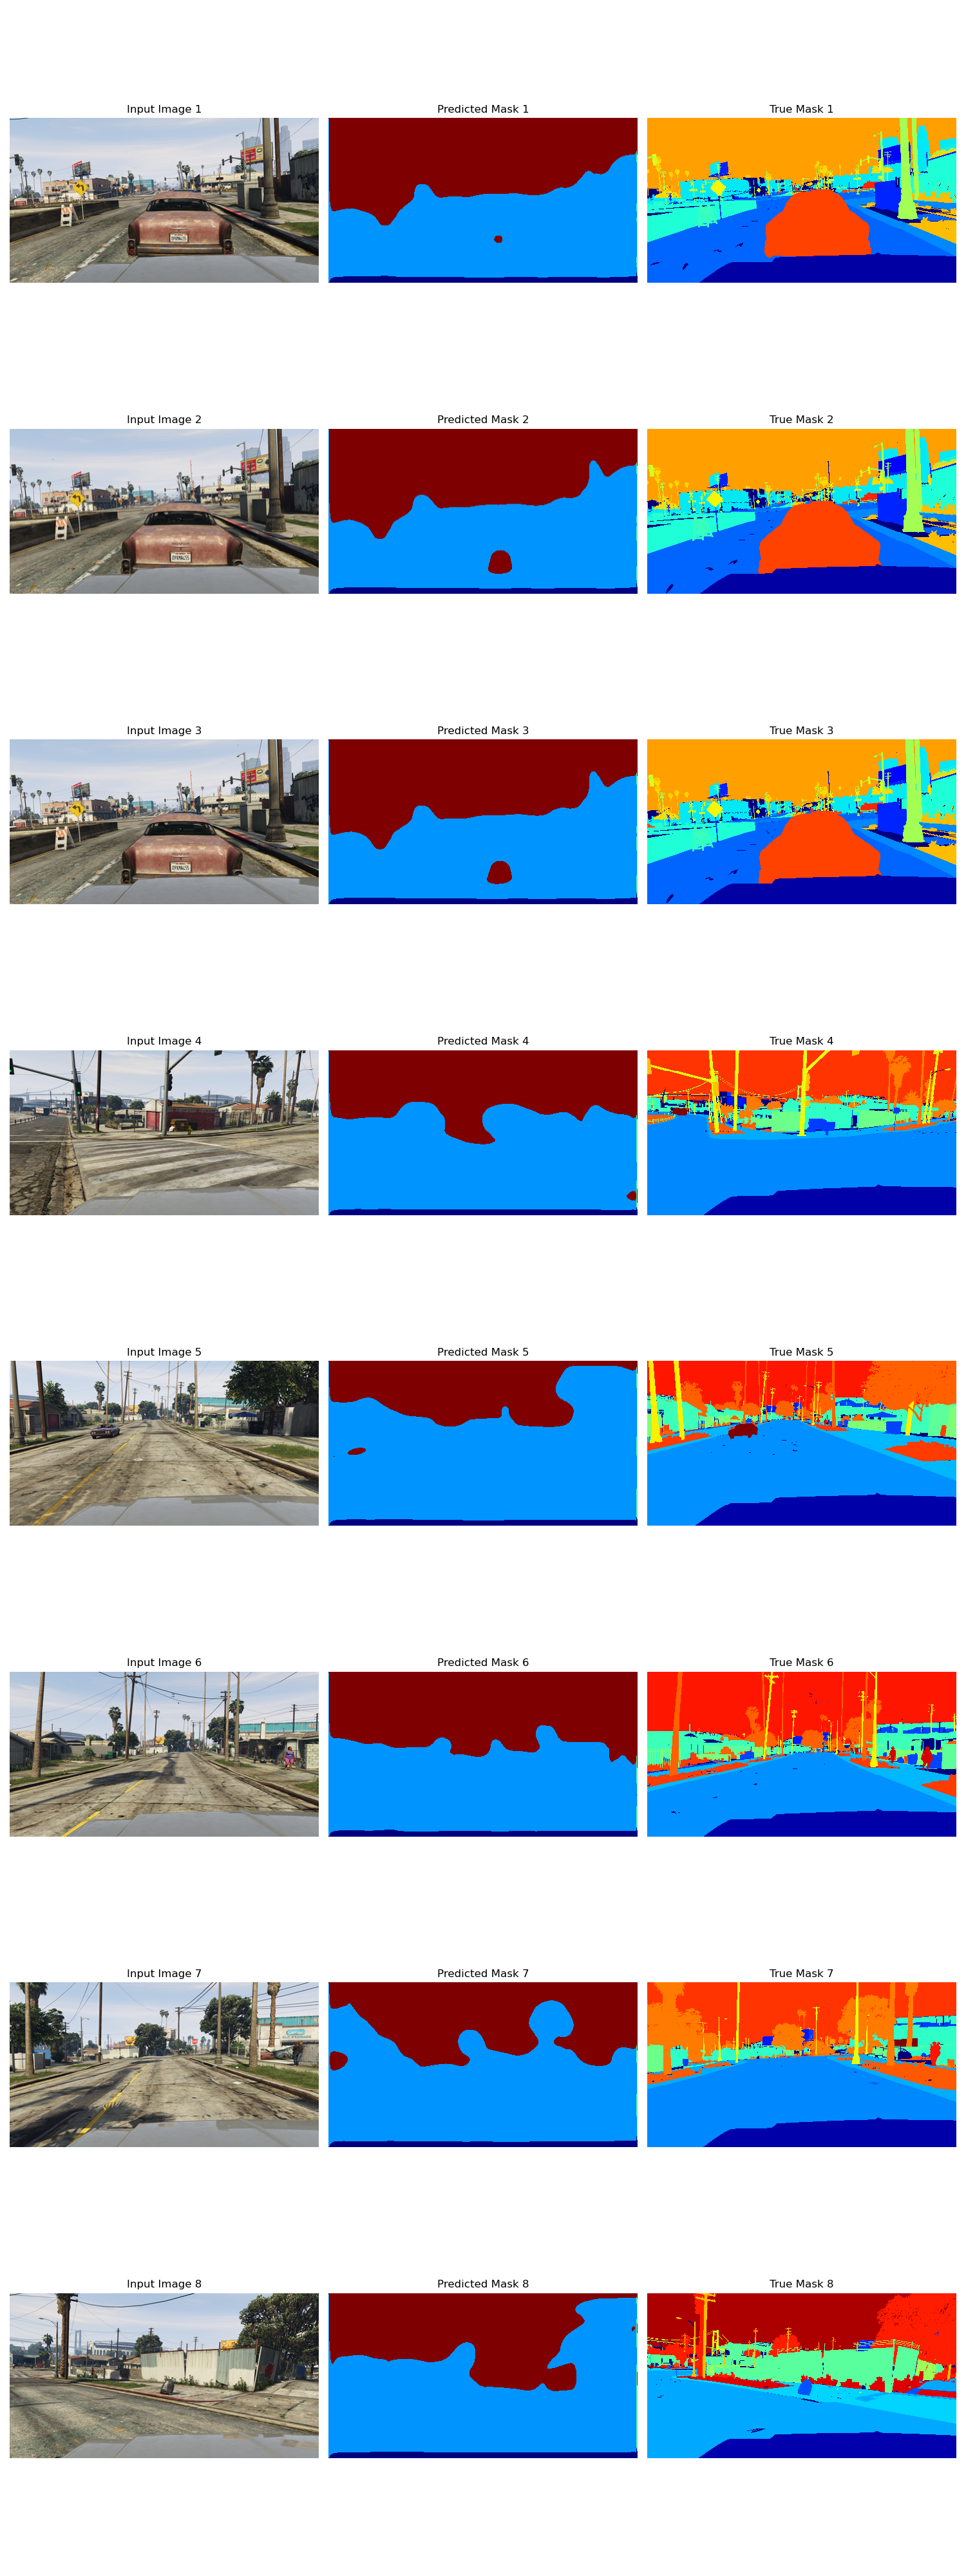 Input Image 1 Predicted Mask 1 True Mask 1
Input Image 2 Predicted Mask 2 True Mask 2
Input Image 3 Predicted Mask 3 True Mask 3
Input Image 4 Predicted Mask 4 True Mask 4
Input Image 5 Predicted Mask 5 True Mask 5
Input Image 6 Predicted Mask 6 True Mask 6
Input Image 7 Predicted Mask 7 True Mask 7
Input Image 8 Predicted Mask 8 True Mask 8